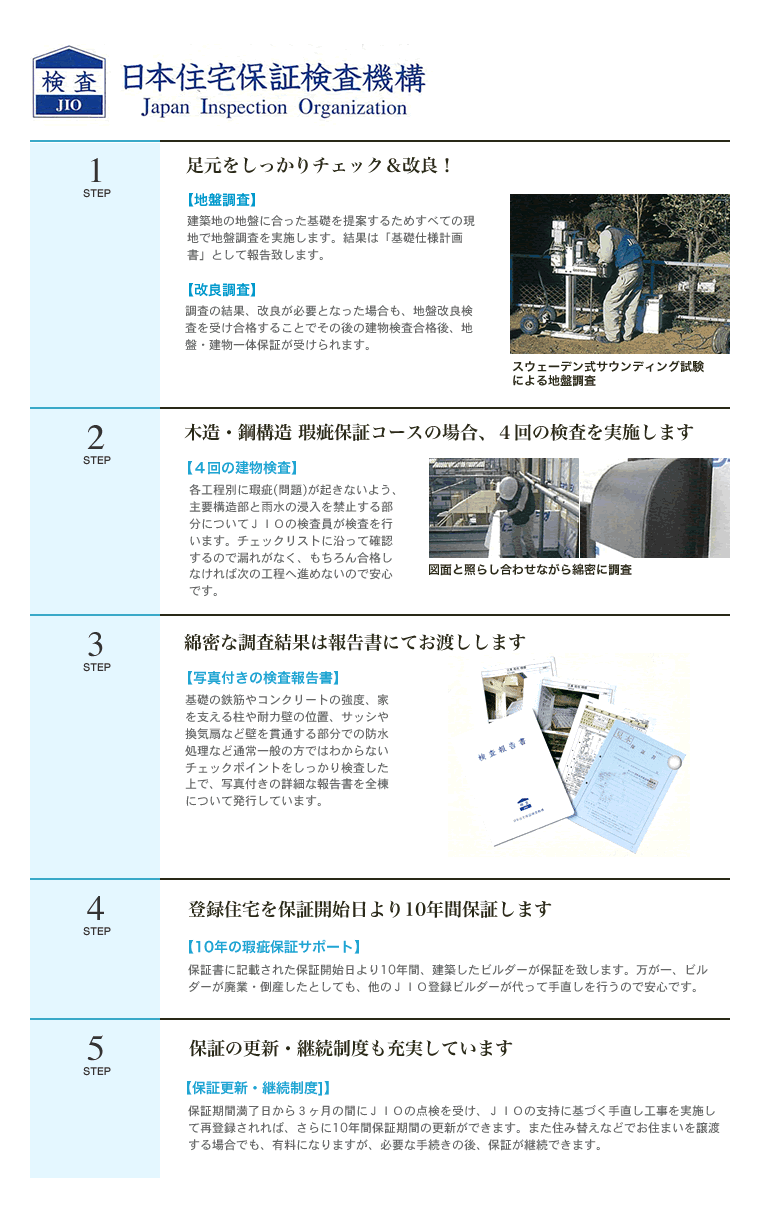 検査
JIO
日本住宅保証検査機構
Japan Inspection Organization
1
STEP
足元をしっかりチェック＆改良！
【地盤調査】
建築地の地盤に合った基礎を提案するためすべての現
地で地盤調査を実施します。結果は「基礎仕様計画
書」として報告致します。
【改良調査】
調査の結果、改良が必要となった場合も、地盤改良検
査を受け合格することでその後の建物検査合格後、地
盤・建物一体保証が受けられます。
スウェーデン式サウンディング試験
による地盤調査
2
STEP
木造・鋼構造 瑕疵保証コースの場合、４回の検査を実施します
【４回の建物検査】
各工程別に瑕疵(問題)が起きないよう、
主要構造部と雨水の浸入を禁止する部
分についてＪＩＯの検査員が検査を行
います。チェックリストに沿って確認
するので漏れがなく、もちろん合格し
なければ次の工程へ進めないので安心
です。
図面と照らし合わせながら綿密に調査
3
STEP
綿密な調査結果は報告書にてお渡しします
【写真付きの検査報告書】
基礎の鉄筋やコンクリートの強度、家
を支える柱や耐力壁の位置、サッシや
換気扇など壁を貫通する部分での防水
処理など通常一般の方ではわからない
チェックポイントをしっかり検査した
上で、写真付きの詳細な報告書を全棟
について発行しています。
検査報告書
4
STEP
登録住宅を保証開始日より10年間保証します
【10年の瑕疵保証サポート】
保証書に記載された保証開始日より10年間、建築したビルダーが保証を致します。万が一、ビル
ダーが廃業・倒産したとしても、他のＪＩＯ登録ビルダーが代って手直しを行うので安心です。
5
STEP
保証の更新・継続制度も充実しています
【保証更新・継続制度]】
保証期間満了日から３ヶ月の間にＪＩＯの点検を受け、ＪＩＯの支持に基づく手直し工事を実施し
て再登録されれば、さらに10年間保証期間の更新ができます。また住み替えなどでお住まいを譲渡
する場合でも、有料になりますが、必要な手続きの後、保証が継続できます。